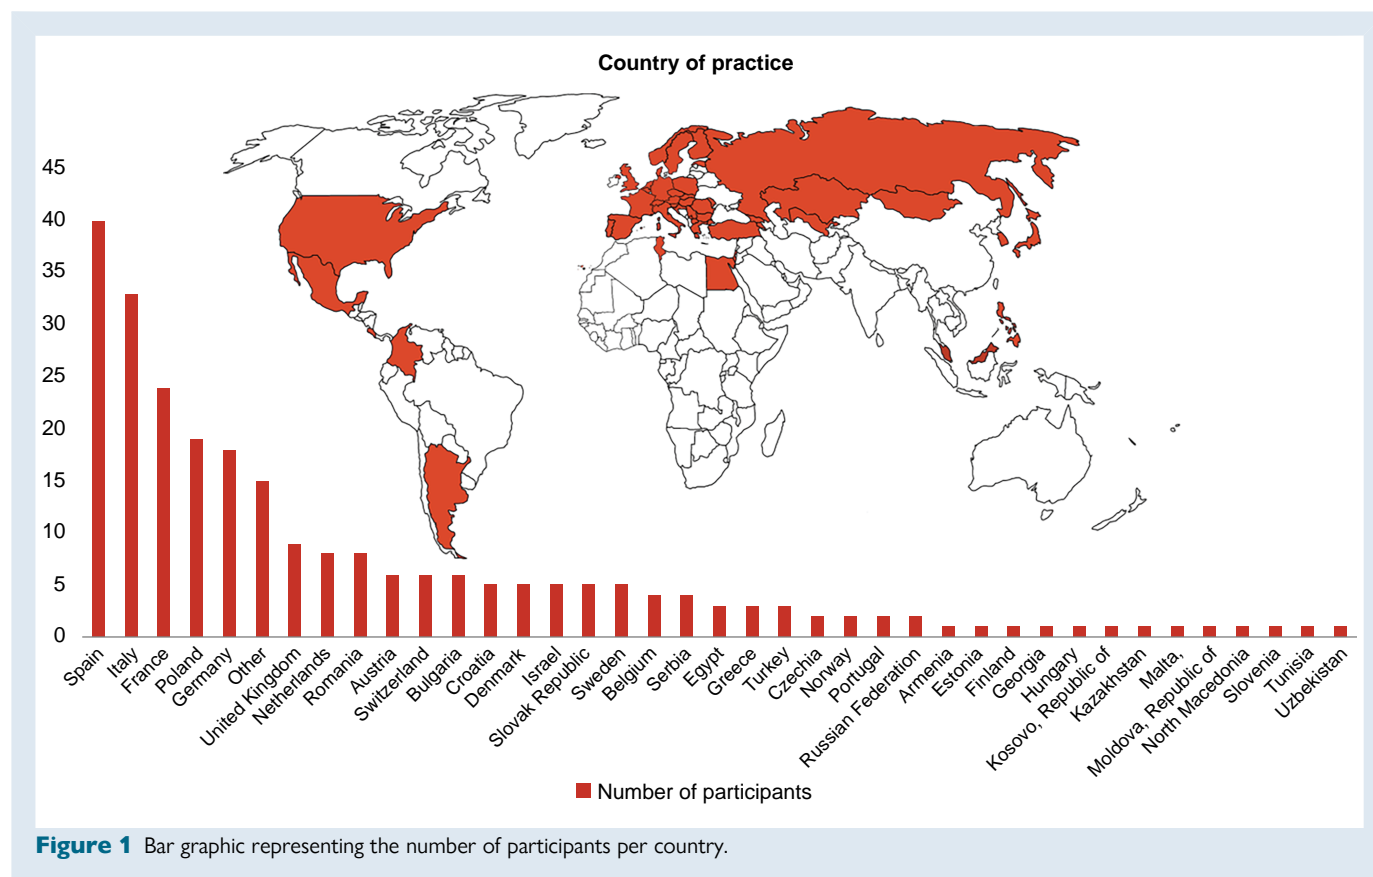 Country of practice
45
40
35
30
25
20
15
10
5
0
Spain
Italy
France
Poland
Germany
Other
United Kingdom
Netherlands
Romania
Austria
Switzerland
Bulgaria
Croatia
Denmark
Israel
Slovak Republic
Sweden
Belgium
Serbia
Egypt
Greece
Turkey
Czechia
Norway
Portugal
Russian Federation
Armenia
Estonia
Finland
Georgia
Hungary
Kosovo, Republic of
Kazakhstan
Malta,
Moldova, Republic of
North Macedonia
Slovenia
Tunisia
Uzbekistan
Number of participants
Figure 1 Bar graphic representing the number of participants per country.